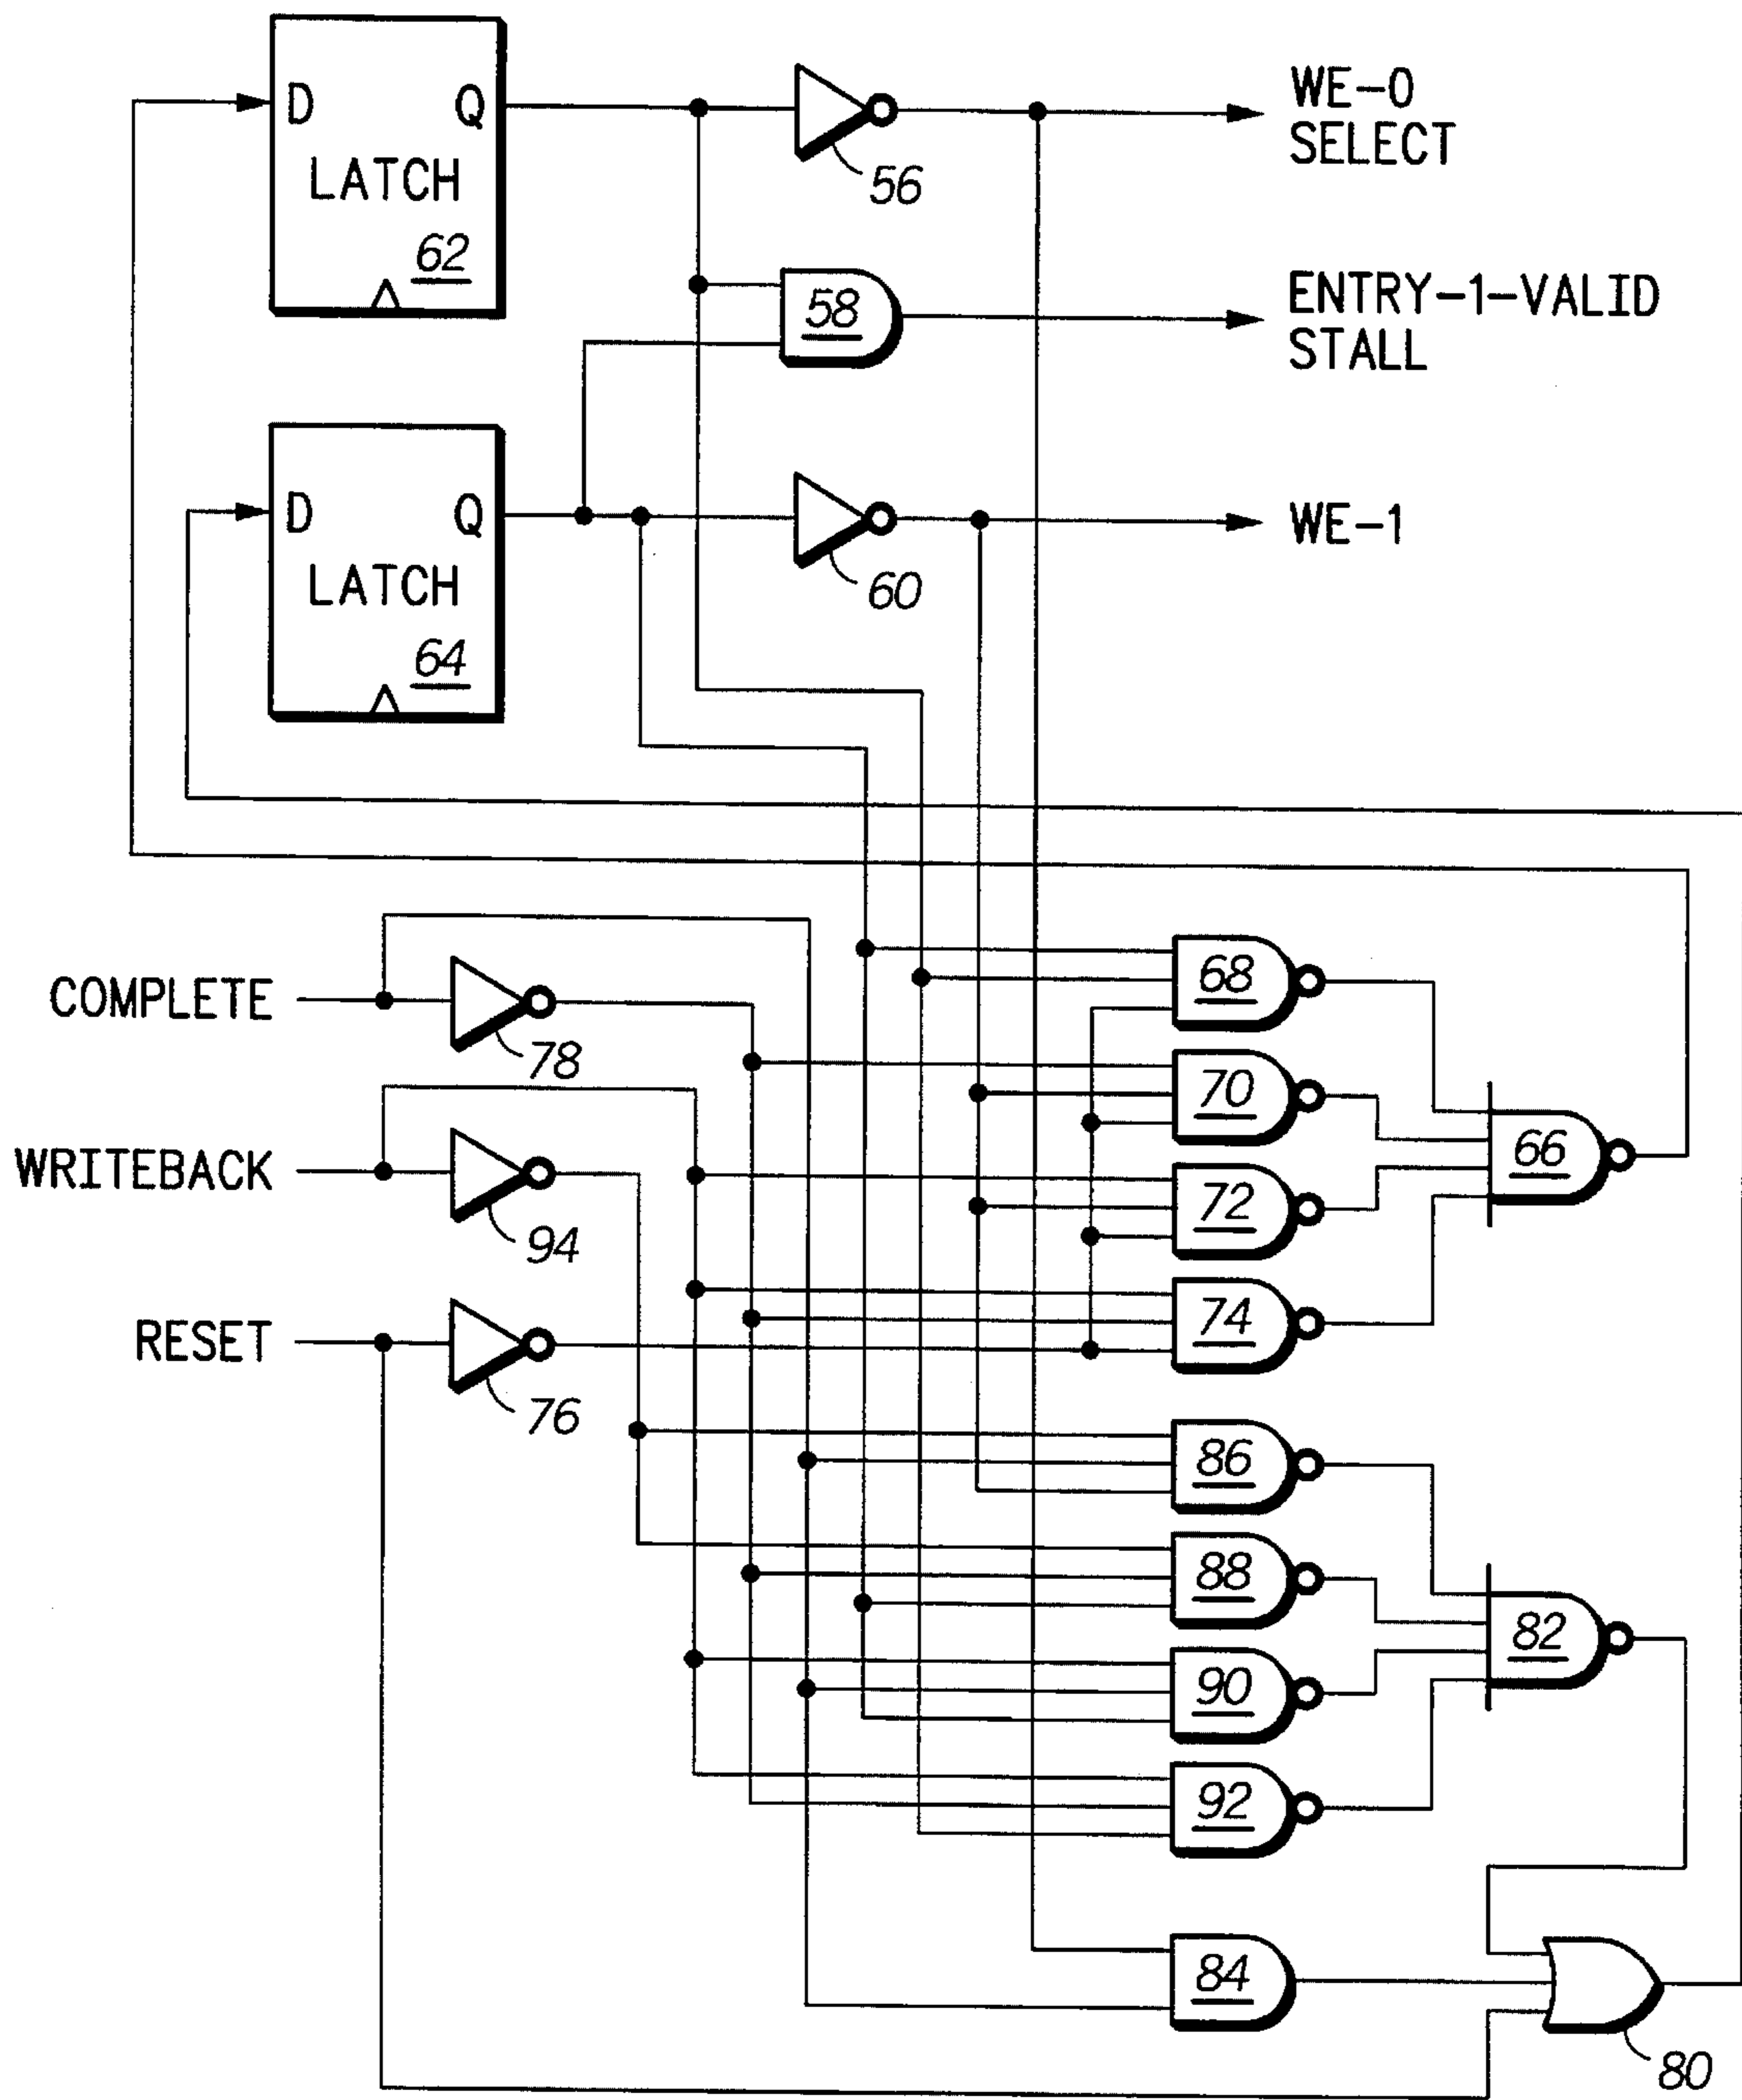 D Q
LATCH
62
56
WE-0
SELECT
58
ENTRY-1-VALID
STALL
D Q
LATCH
64
60
WE-1
COMPLETE
78
WRITEBACK
94
RESET
76
68
70
72
74
66
86
88
90
92
82
84
80